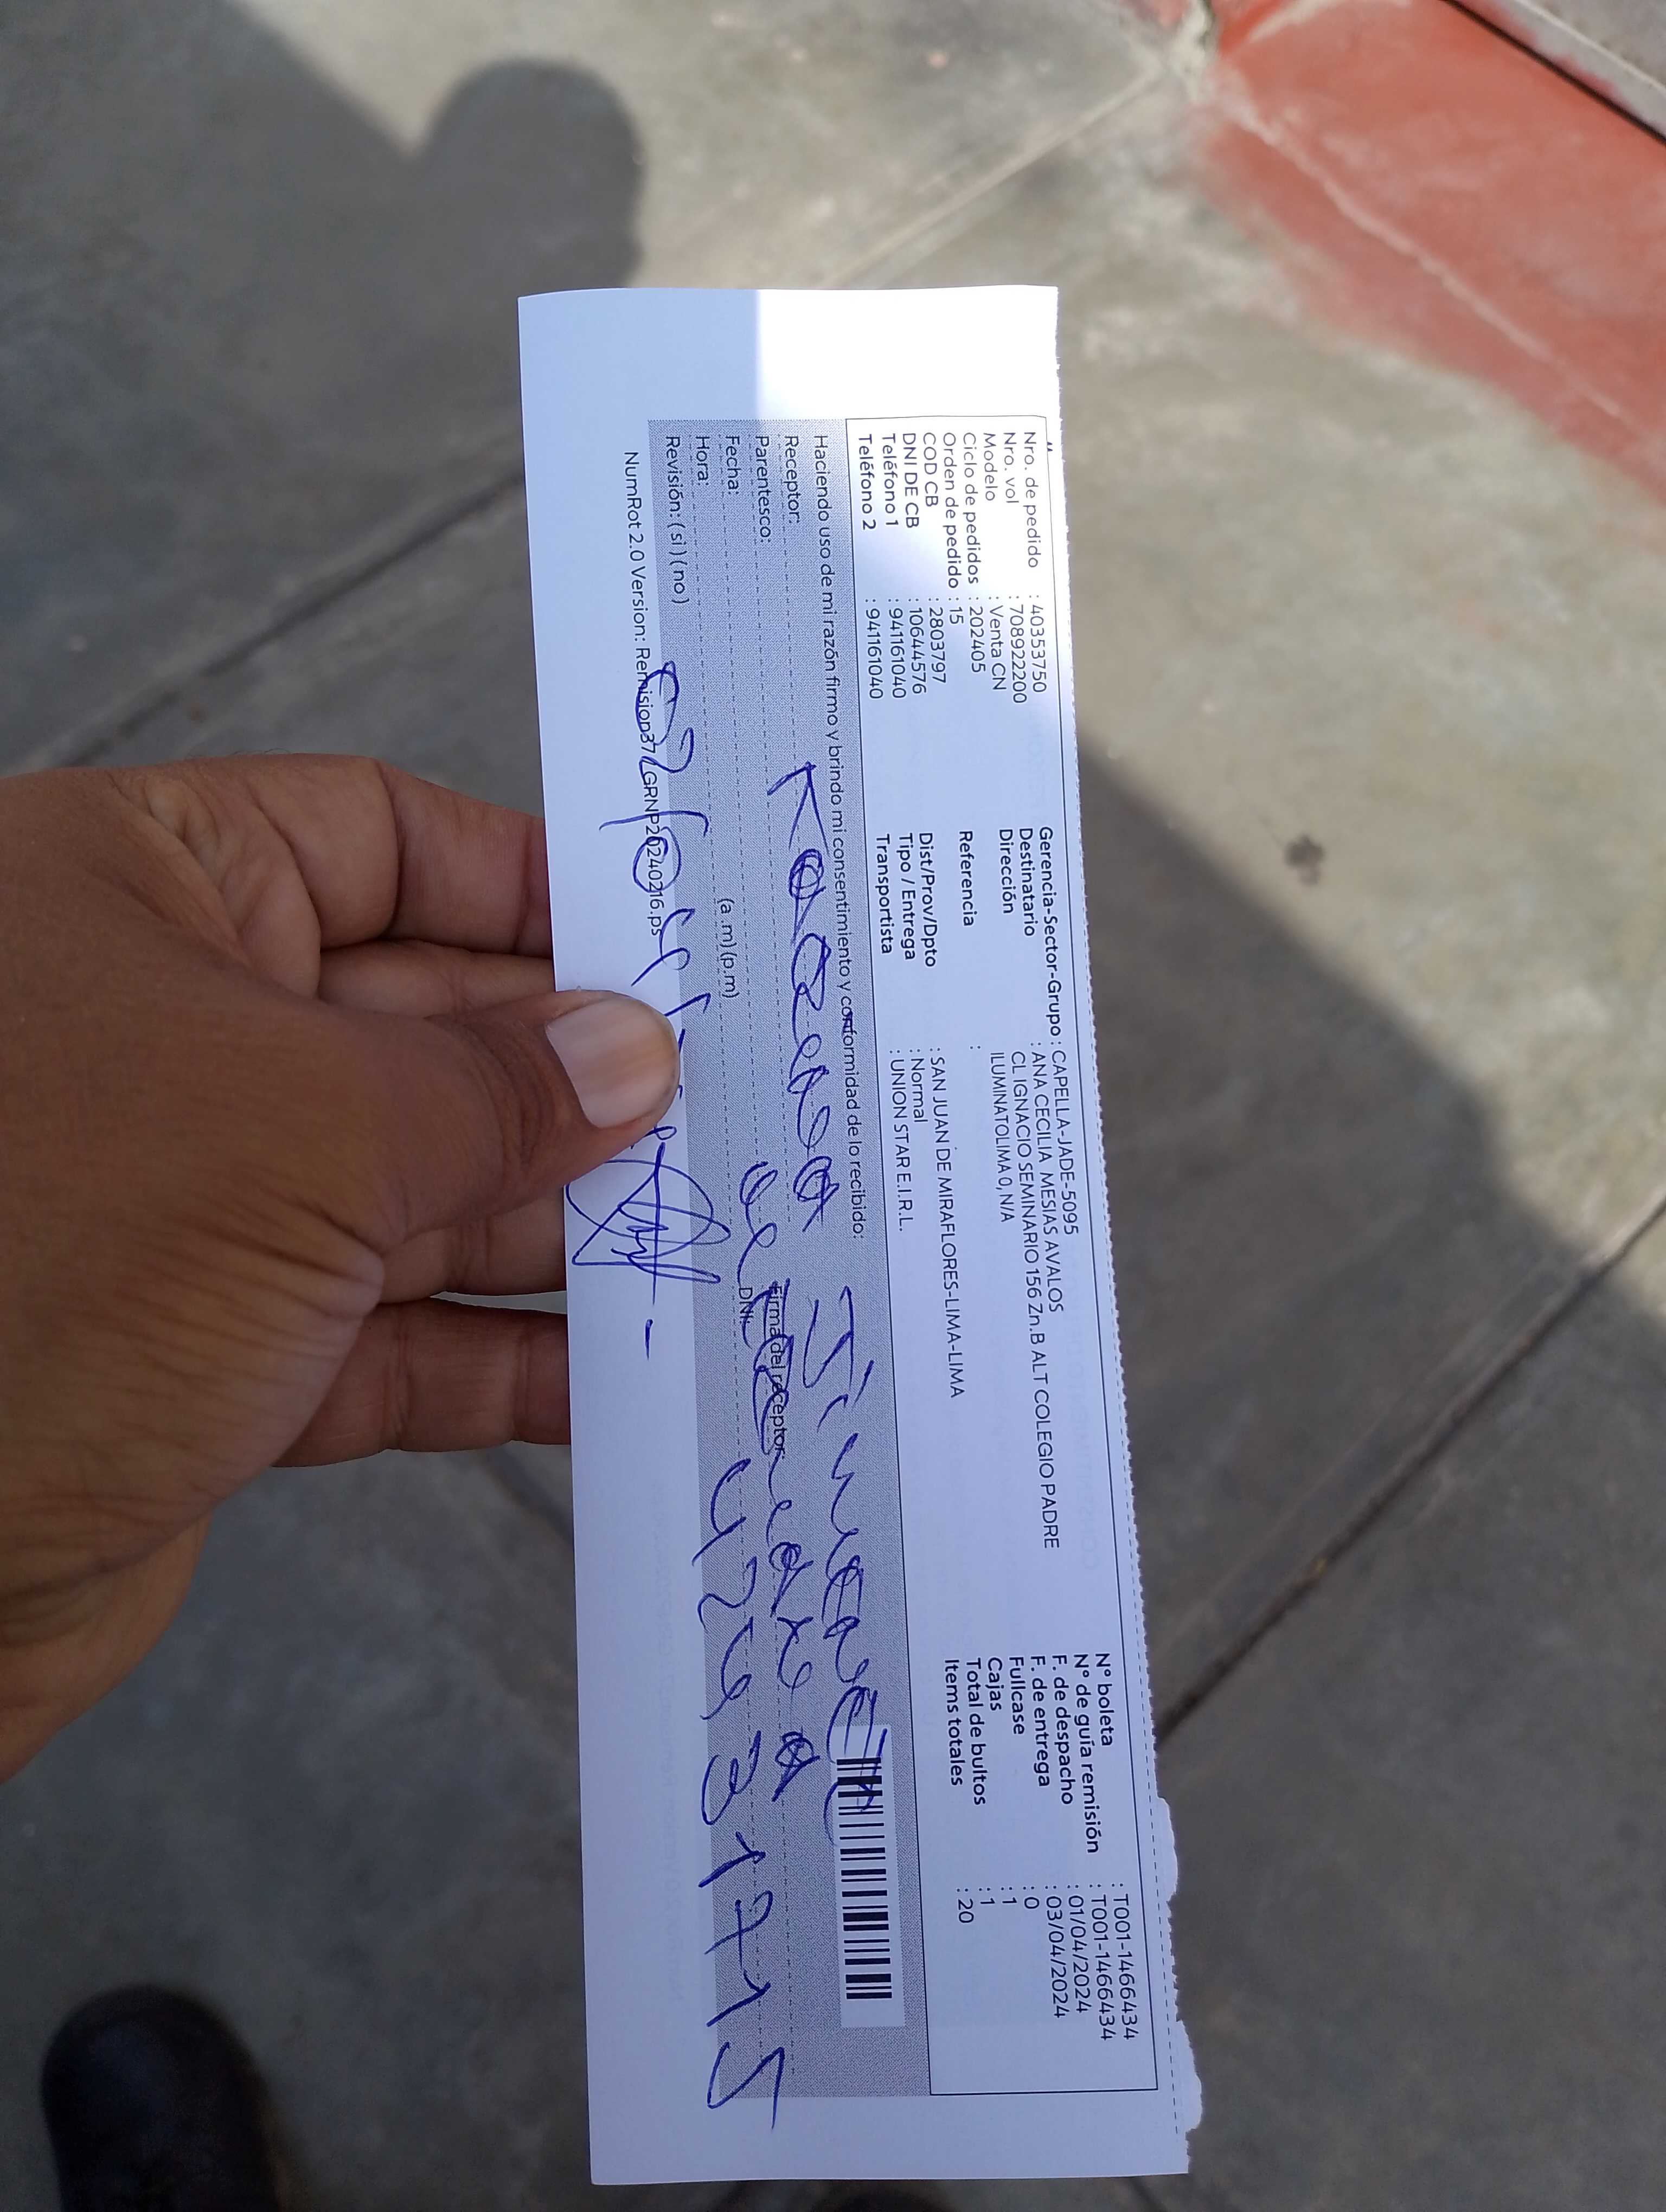 Nro. de pedido : 40353750
Nro. vol : 708922200
Modelo : Venta CN
Ciclo de pedidos : 202405
Orden de pedido : 15
COD CB : 2803797
DNI DE CB : 10644576
Teléfono 1 : 941161040
Teléfono 2 : 941161040
Gerencia-Sector-Grupo : CAPELLA-JADE-5095
Destinatario : ANA CECILIA MESIAS AVALOS
Dirección : CL IGNACIO SEMINARIO 156 Zn.B ALT COLEGIO PADRE
ILUMINATOLIMA 0, N/A
Referencia :
Dist/Prov/Dpto : SAN JUAN DE MIRAFLORES-LIMA-LIMA
Tipo / Entrega : Normal
Transportista : UNION STAR E.I.R.L.
N° boleta : T001-1466434
N° de guía remisión : T001-1466434
F. de despacho : 01/04/2024
F. de entrega : 03/04/2024
Fullcase : 0
Cajas : 1
Total de bultos : 1
Items totales : 20
Haciendo uso de mi razón firmo y brindo mi consentimiento y conformidad de lo recibido:
Receptor:
Parentesco:
Firma del receptor
Fecha:
DNI:
Hora: (a.m)(p.m)
Revisión: (si) (no)
NumRot 2.0 Version: Remision37LGRNP20240216.ps